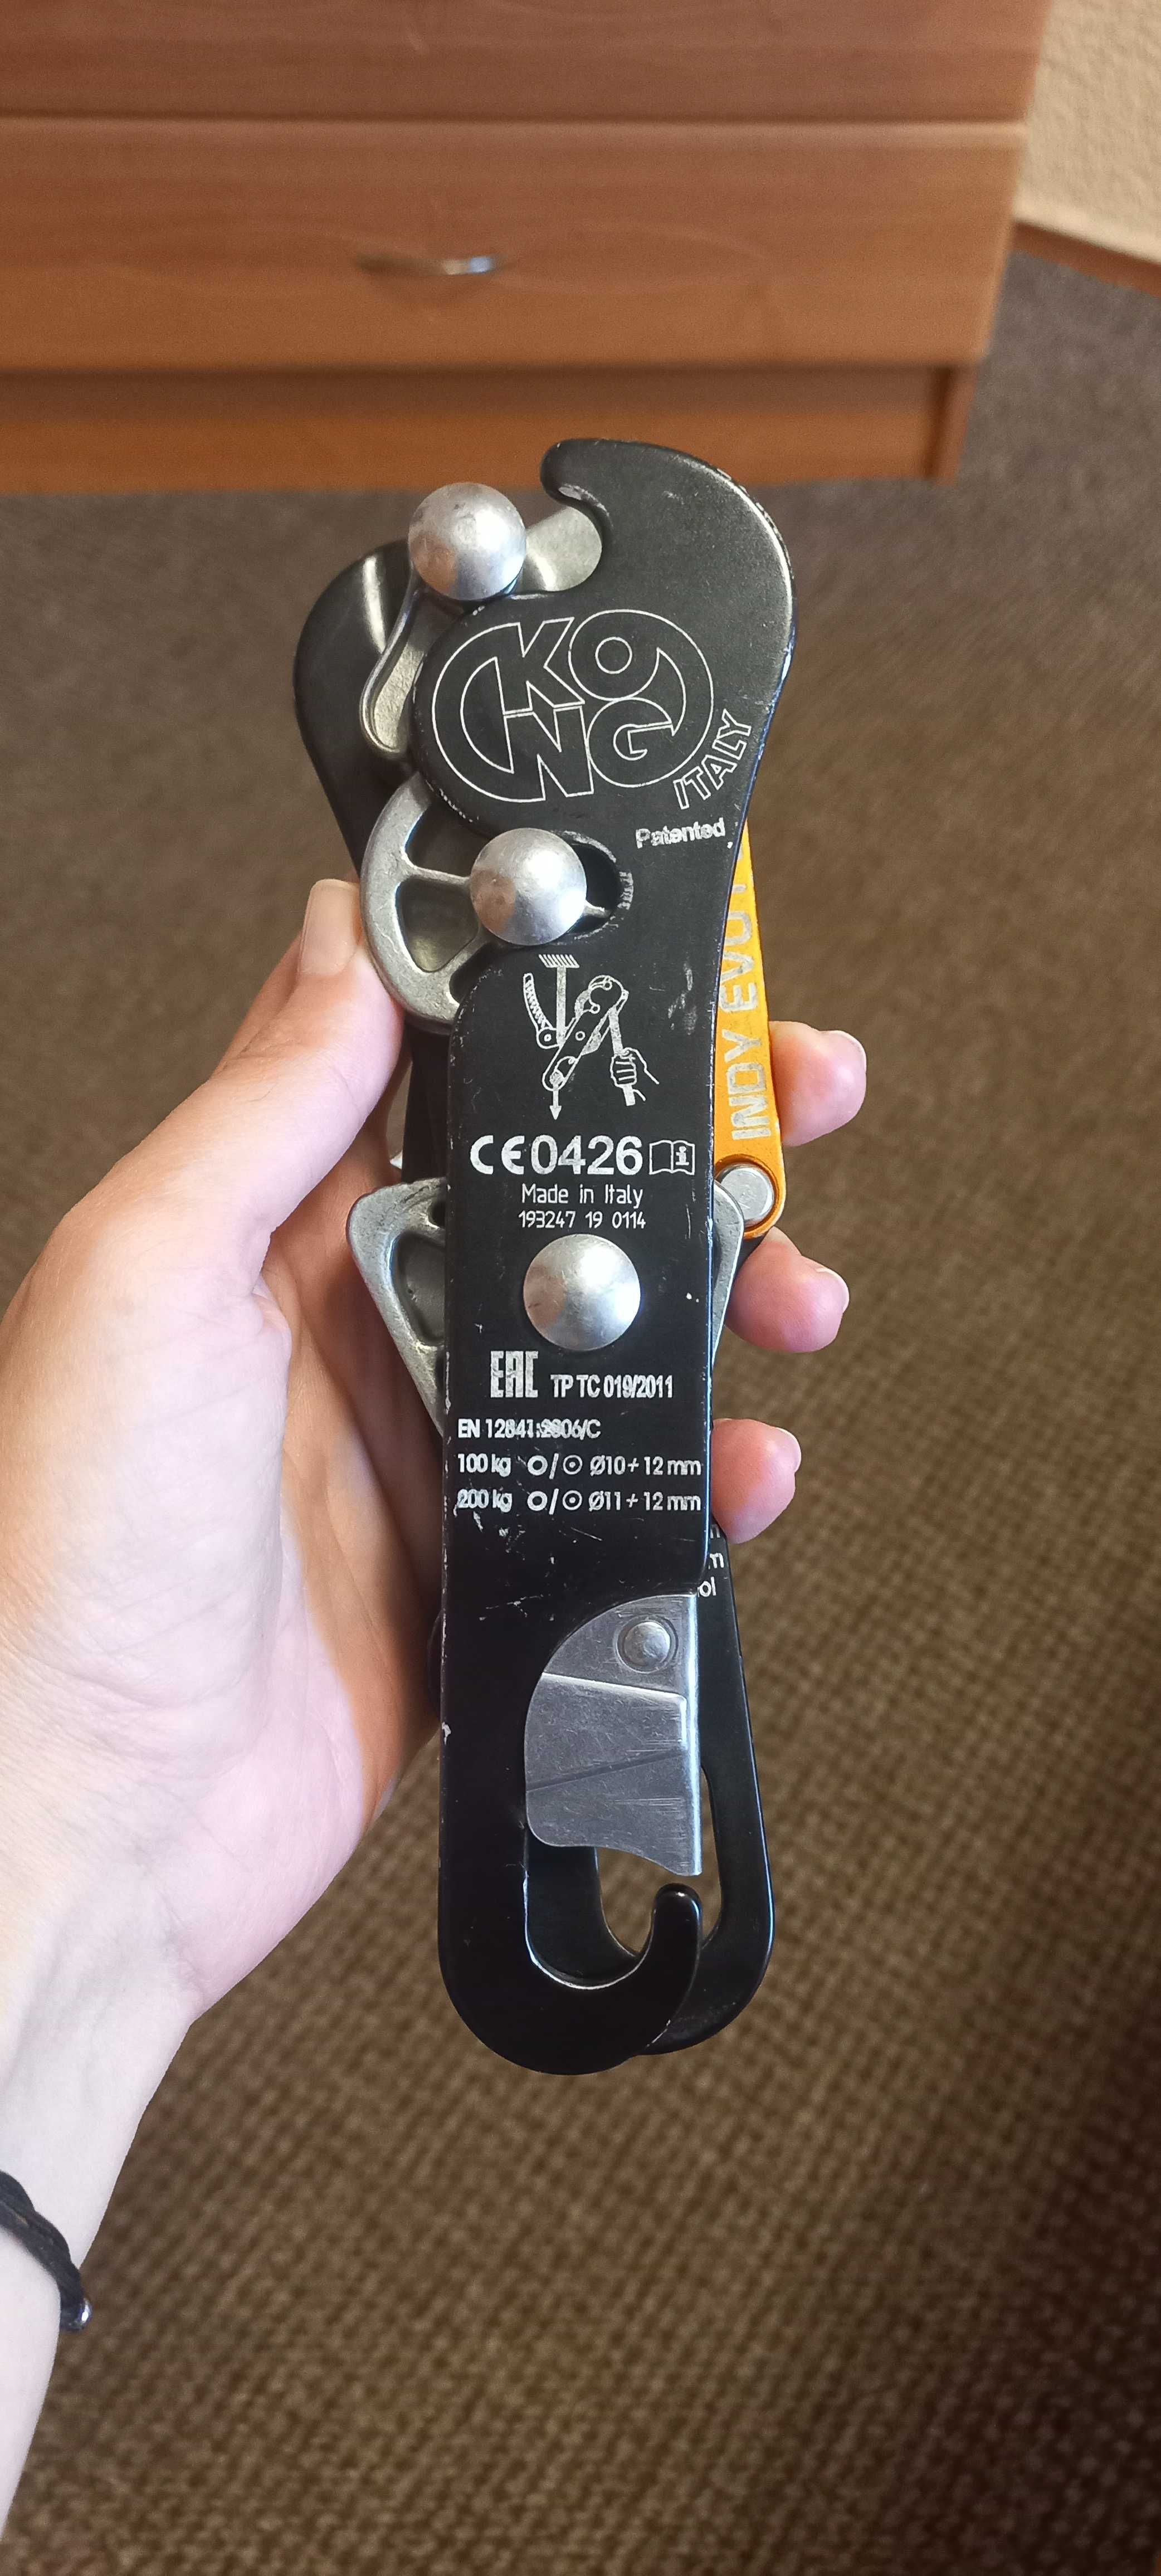 KONG
ITALY
Patented
INDY EVO
CE0426
Made in Italy
193247 19 0114
EAC TP TC 019/2011
EN 12841:2006/C
100 kg O/⊙ Ø10÷12 mm
200 kg O/⊙ Ø11÷12 mm